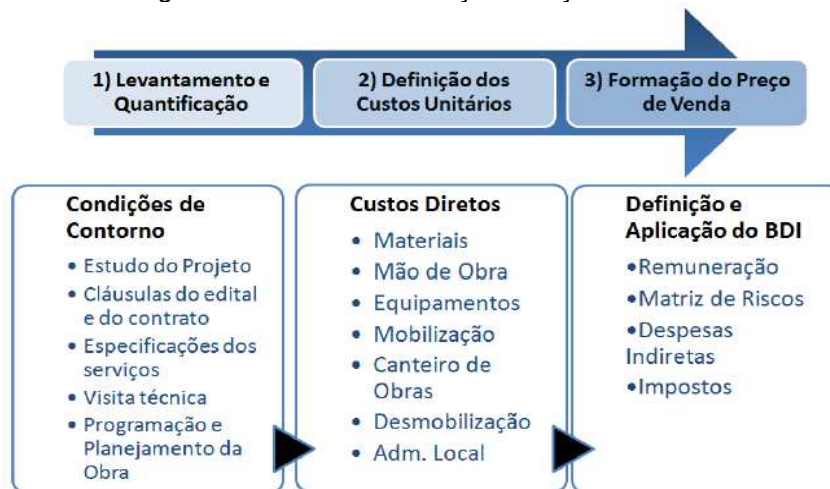 1) Levantamento e
Quantificação
2) Definição dos
Custos Unitários
3) Formação do Preço
de Venda
Condições de
Contorno
• Estudo do Projeto
• Cláusulas do edital
e do contrato
• Especificações dos
serviços
• Visita técnica
• Programação e
Planejamento da
Obra
Custos Diretos
• Materiais
• Mão de Obra
• Equipamentos
• Mobilização
• Canteiro de
Obras
• Desmobilização
• Adm. Local
Definição e
Aplicação do BDI
•Remuneração
•Matriz de Riscos
•Despesas
Indiretas
•Impostos